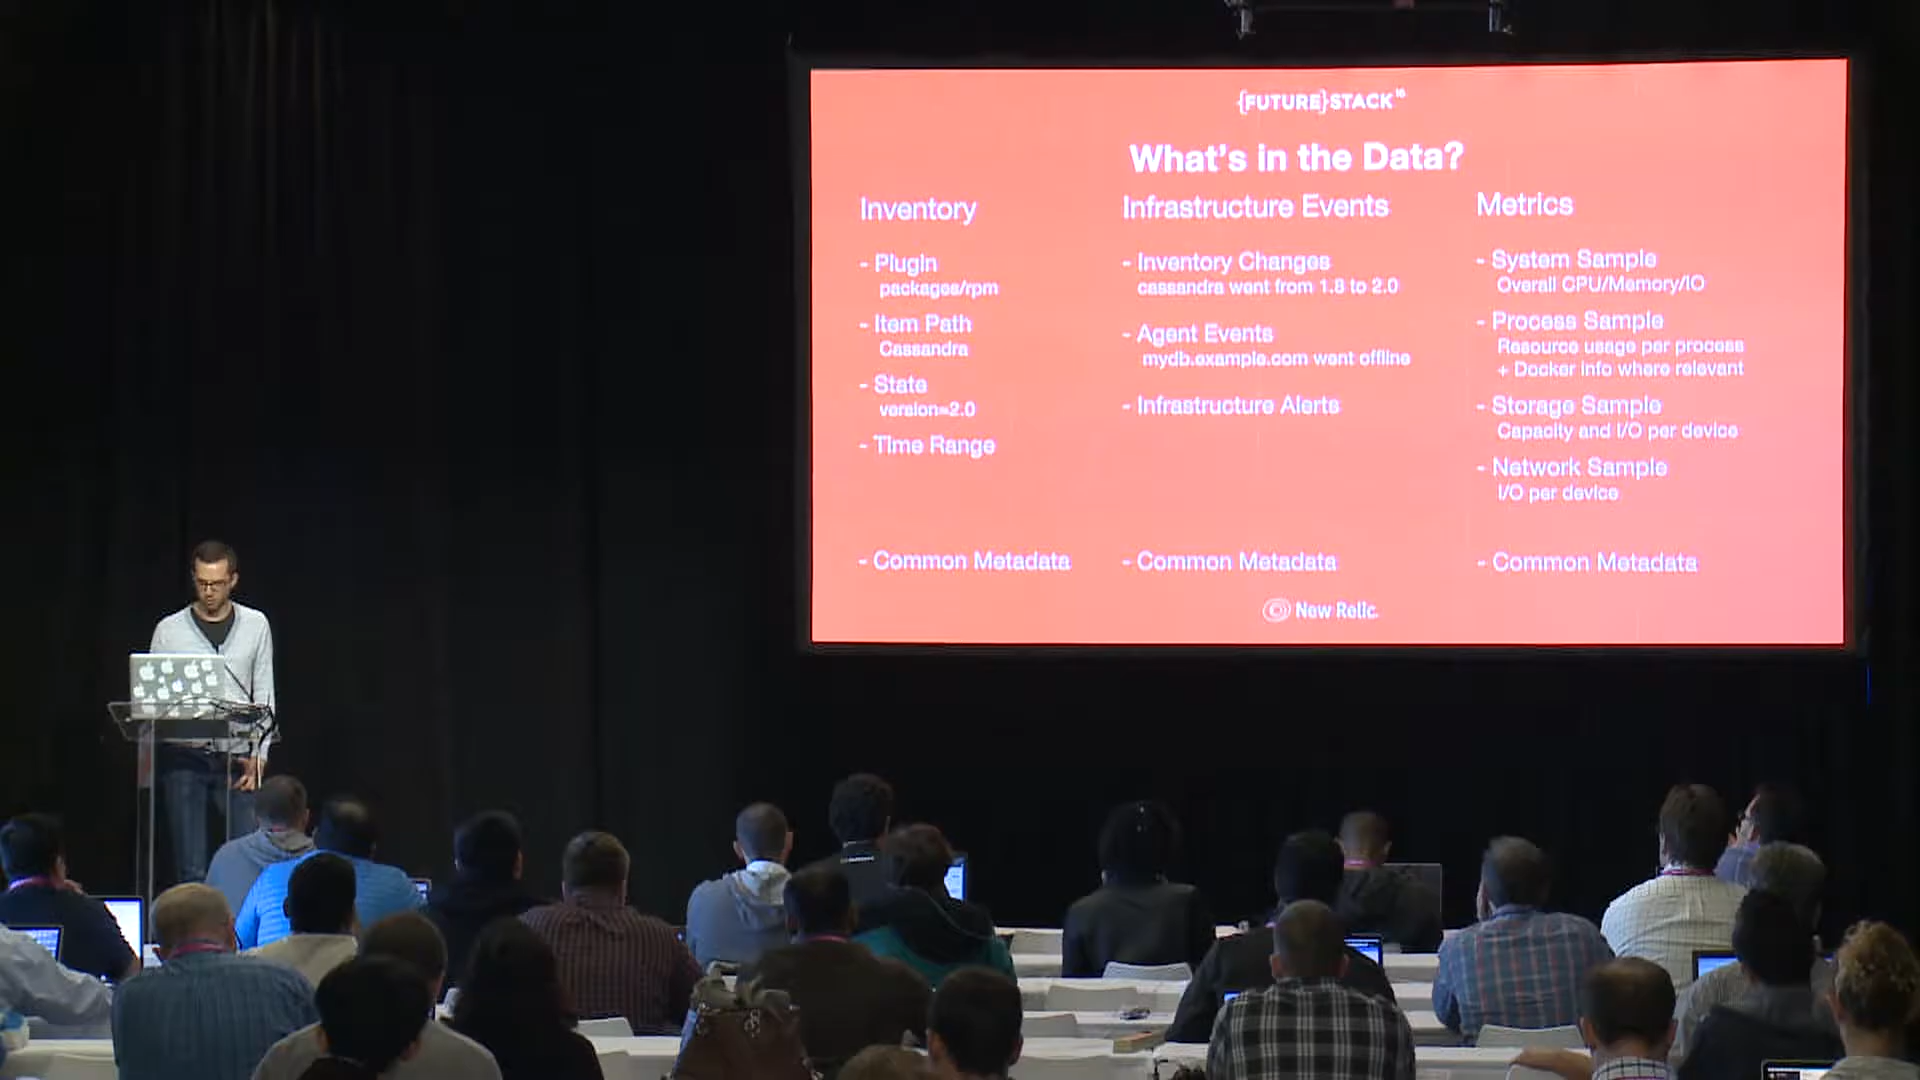 {FUTURE}STACK16
What's in the Data?
Inventory
- Plugin
packages/rpm
- Item Path
Cassandra
- State
version=2.0
- Time Range
- Common Metadata
Infrastructure Events
- Inventory Changes
cassandra went from 1.8 to 2.0
- Agent Events
mydb.example.com went offline
- Infrastructure Alerts
- Common Metadata
Metrics
- System Sample
Overall CPU/Memory/IO
- Process Sample
Resource usage per process
+ Docker info where relevant
- Storage Sample
Capacity and I/O per device
- Network Sample
I/O per device
- Common Metadata
New Relic.